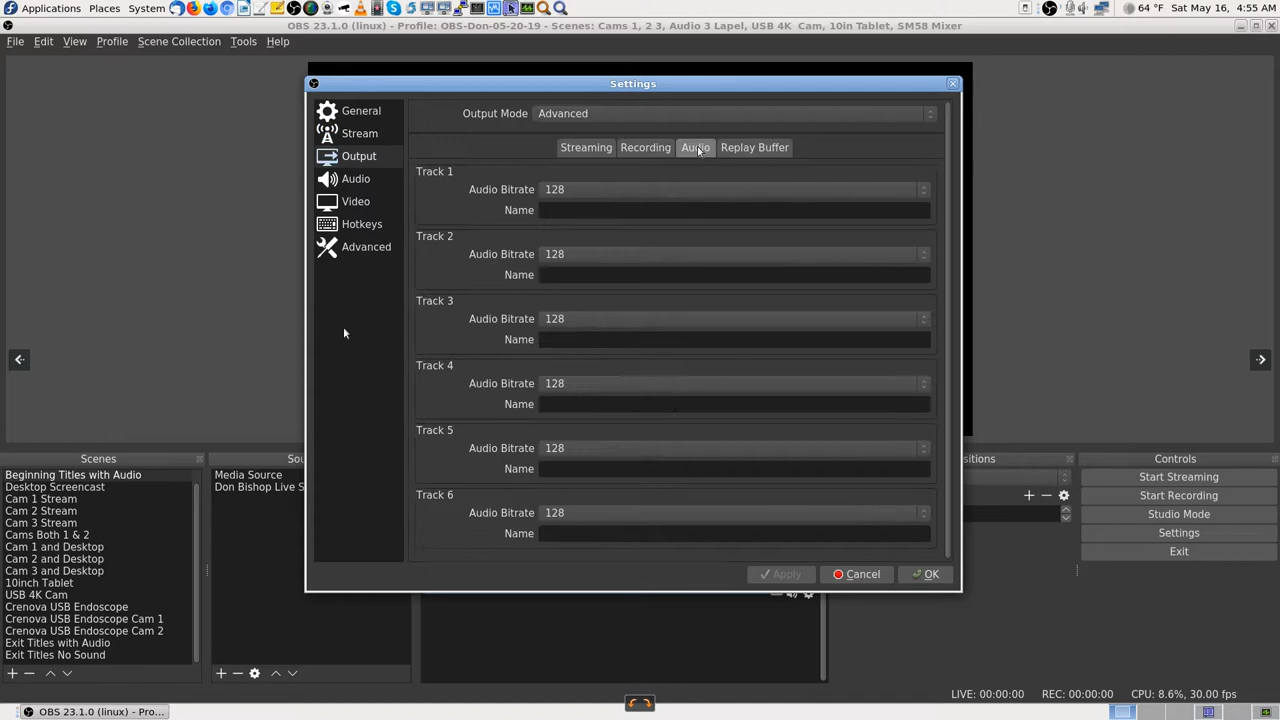 Applications Places System
64 °F Sat May 16, 4:55 AM
OBS 23.1.0 (linux) - Profile: OBS-Don-05-20-19 - Scenes: Cams 1, 2 3, Audio 3 Lapel, USB 4K Cam, 10in Tablet, SM58 Mixer
File Edit View Profile Scene Collection Tools Help
Settings
General
Stream
Output
Audio
Video
Hotkeys
Advanced
Output Mode Advanced
Streaming Recording Audio Replay Buffer
Track 1
Audio Bitrate 128
Name
Track 2
Audio Bitrate 128
Name
Track 3
Audio Bitrate 128
Name
Track 4
Audio Bitrate 128
Name
Track 5
Audio Bitrate 128
Name
Track 6
Audio Bitrate 128
Name
Apply Cancel OK
Scenes
Beginning Titles with Audio
Desktop Screencast
Cam 1 Stream
Cam 2 Stream
Cam 3 Stream
Cams Both 1 & 2
Cam 1 and Desktop
Cam 2 and Desktop
Cam 3 and Desktop
10inch Tablet
USB 4K Cam
Crenova USB Endoscope
Crenova USB Endoscope Cam 1
Crenova USB Endoscope Cam 2
Exit Titles with Audio
Exit Titles No Sound
Sou
Media Source
Don Bishop Live S
sitions
Controls
Start Streaming
Start Recording
Studio Mode
Settings
Exit
LIVE: 00:00:00 REC: 00:00:00 CPU: 8.6%, 30.00 fps
OBS 23.1.0 (linux) - Pro...